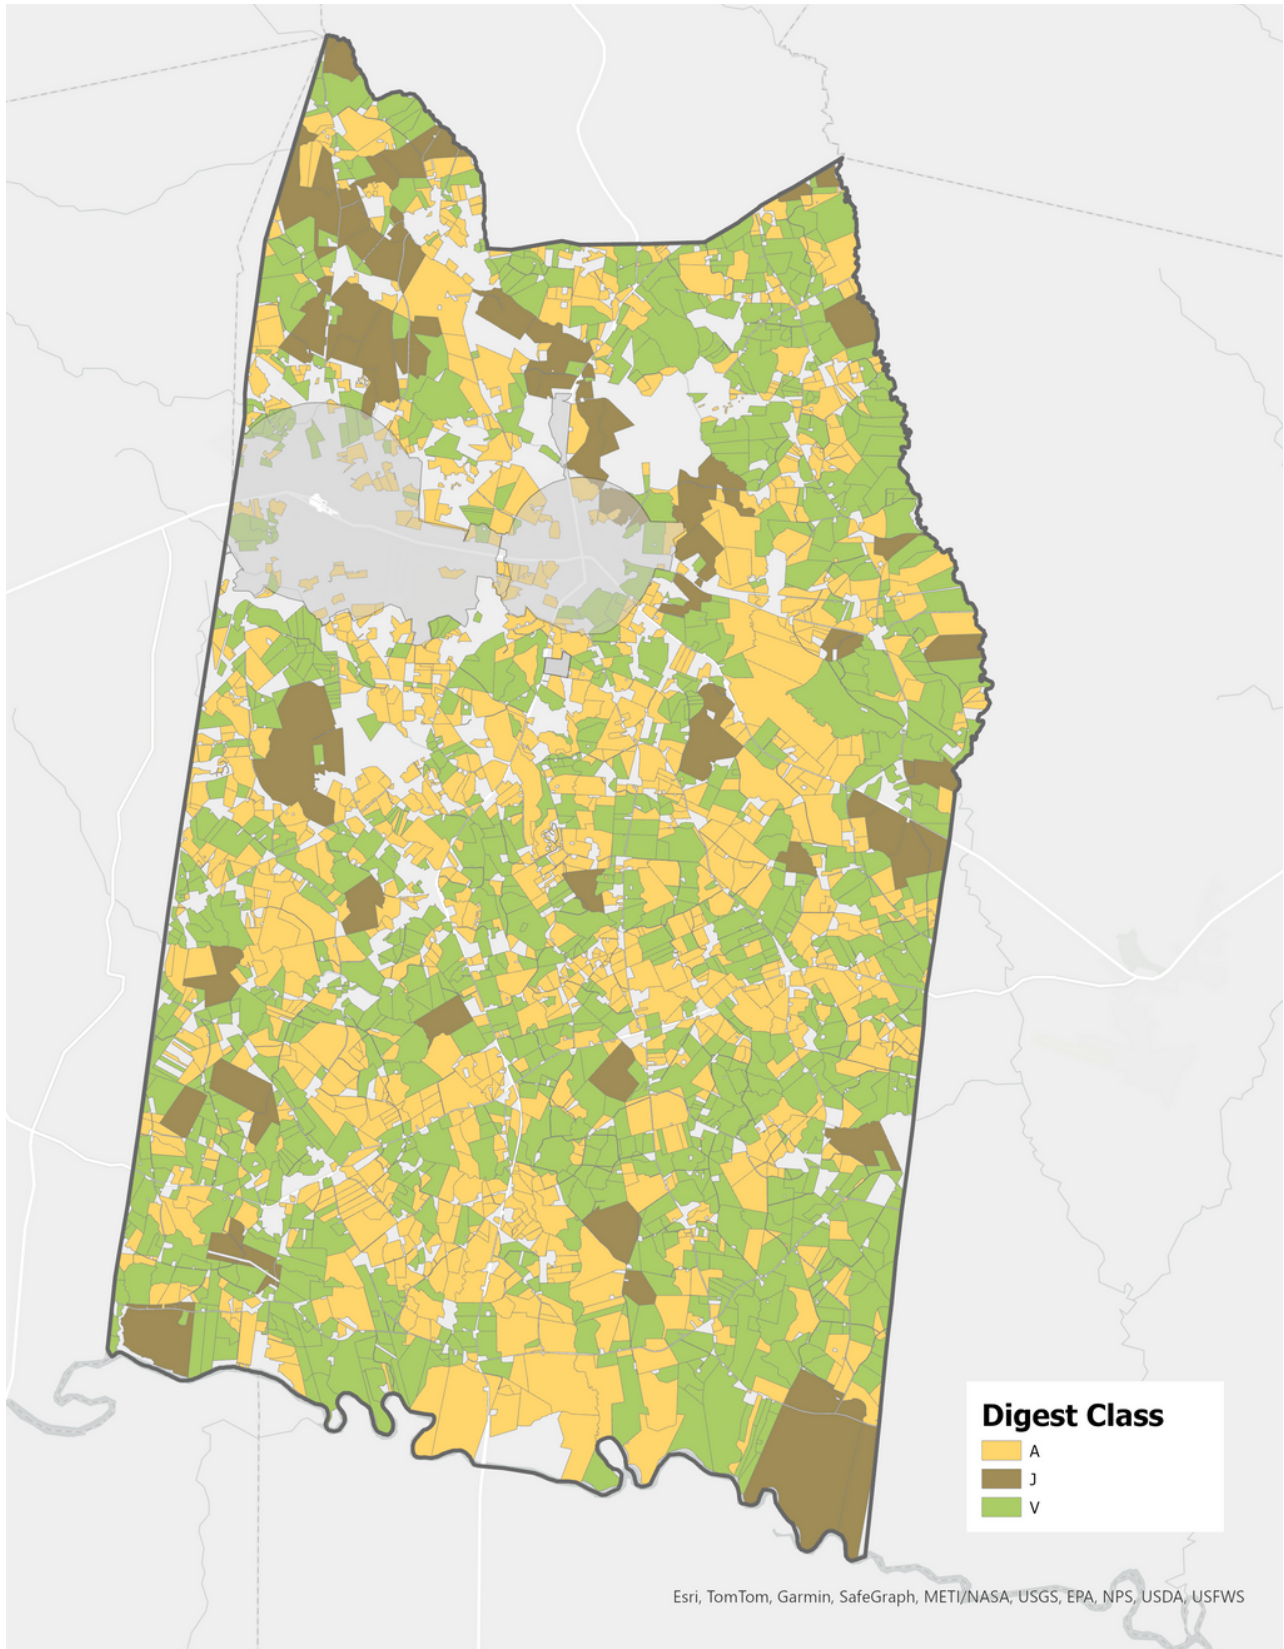 Digest Class
A
J
V
Esri, TomTom, Garmin, SafeGraph, METI/NASA, USGS, EPA, NPS, USDA, USFWS